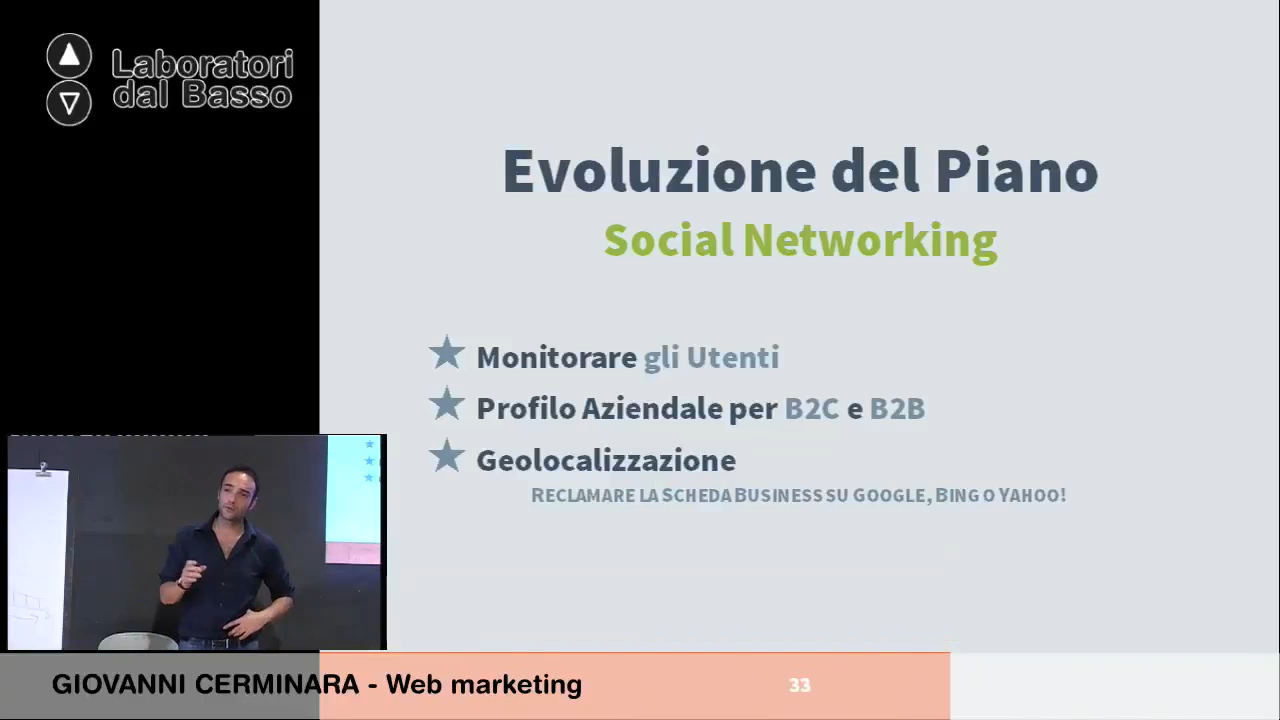 Laboratori
dal Basso
Evoluzione del Piano
Social Networking
★ Monitorare gli Utenti
★ Profilo Aziendale per B2C e B2B
★ Geolocalizzazione
RECLAMARE LA SCHEDA BUSINESS SU GOOGLE, BING O YAHOO!
GIOVANNI CERMINARA - Web marketing
33